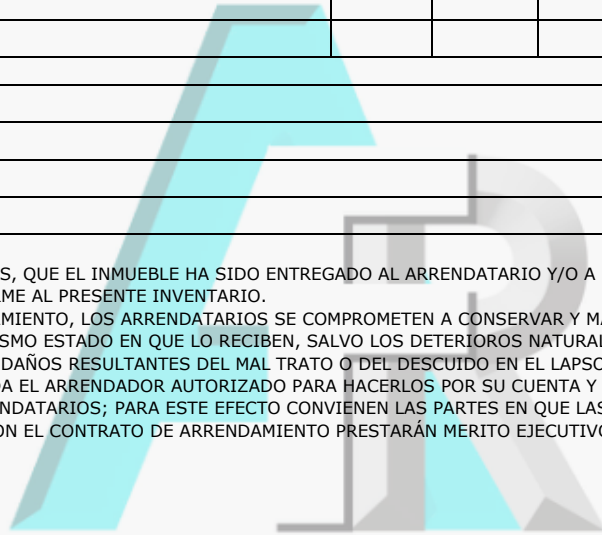 S, QUE EL INMUEBLE HA SIDO ENTREGADO AL ARRENDATARIO Y/O A
ME AL PRESENTE INVENTARIO.
MIENTO, LOS ARRENDATARIOS SE COMPROMETEN A CONSERVAR Y MA
SMO ESTADO EN QUE LO RECIBEN, SALVO LOS DETERIOROS NATURAL
DAÑOS RESULTANTES DEL MAL TRATO O DEL DESCUIDO EN EL LAPSO
A EL ARRENDADOR AUTORIZADO PARA HACERLOS POR SU CUENTA Y
NDATARIOS; PARA ESTE EFECTO CONVIENEN LAS PARTES EN QUE LAS
ON EL CONTRATO DE ARRENDAMIENTO PRESTARÁN MERITO EJECUTIVO